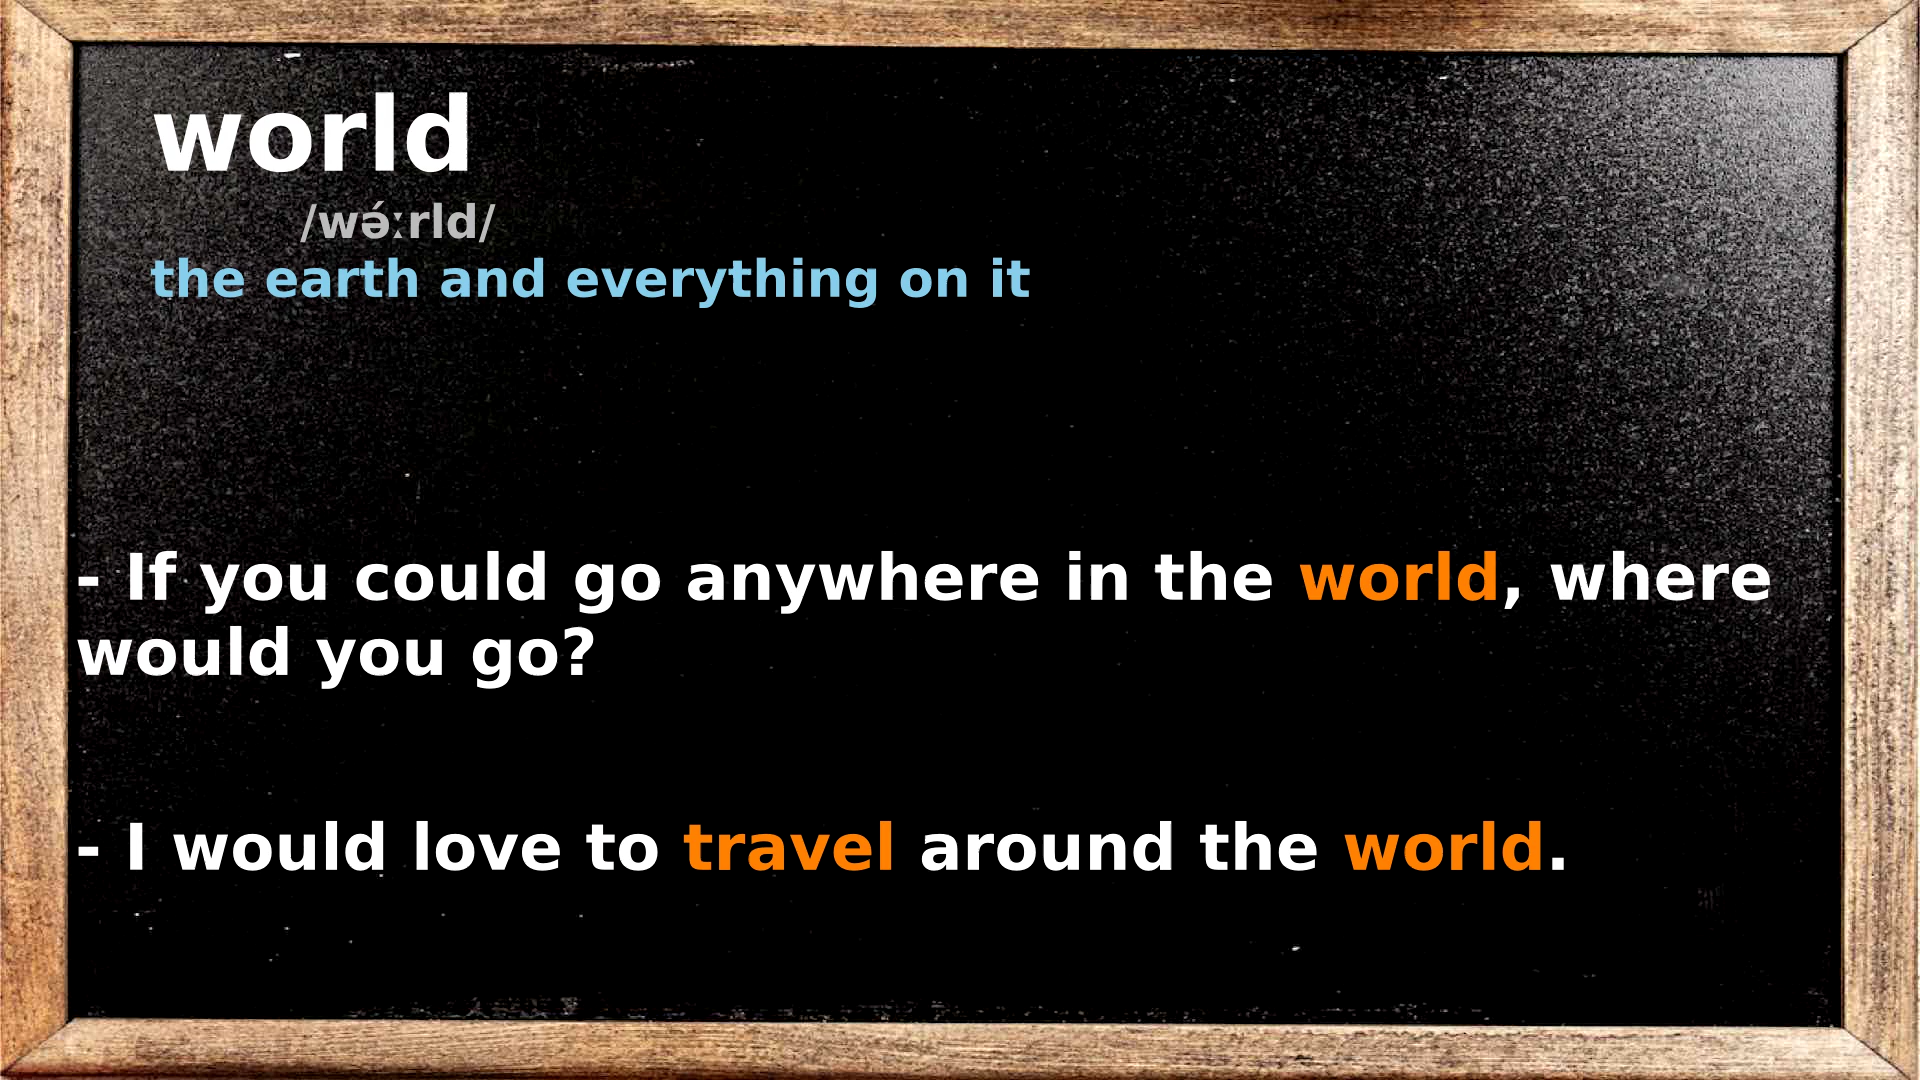 world
/wə́ːrld/
the earth and everything on it
- If you could go anywhere in the world, where
would you go?
- I would love to travel around the world.